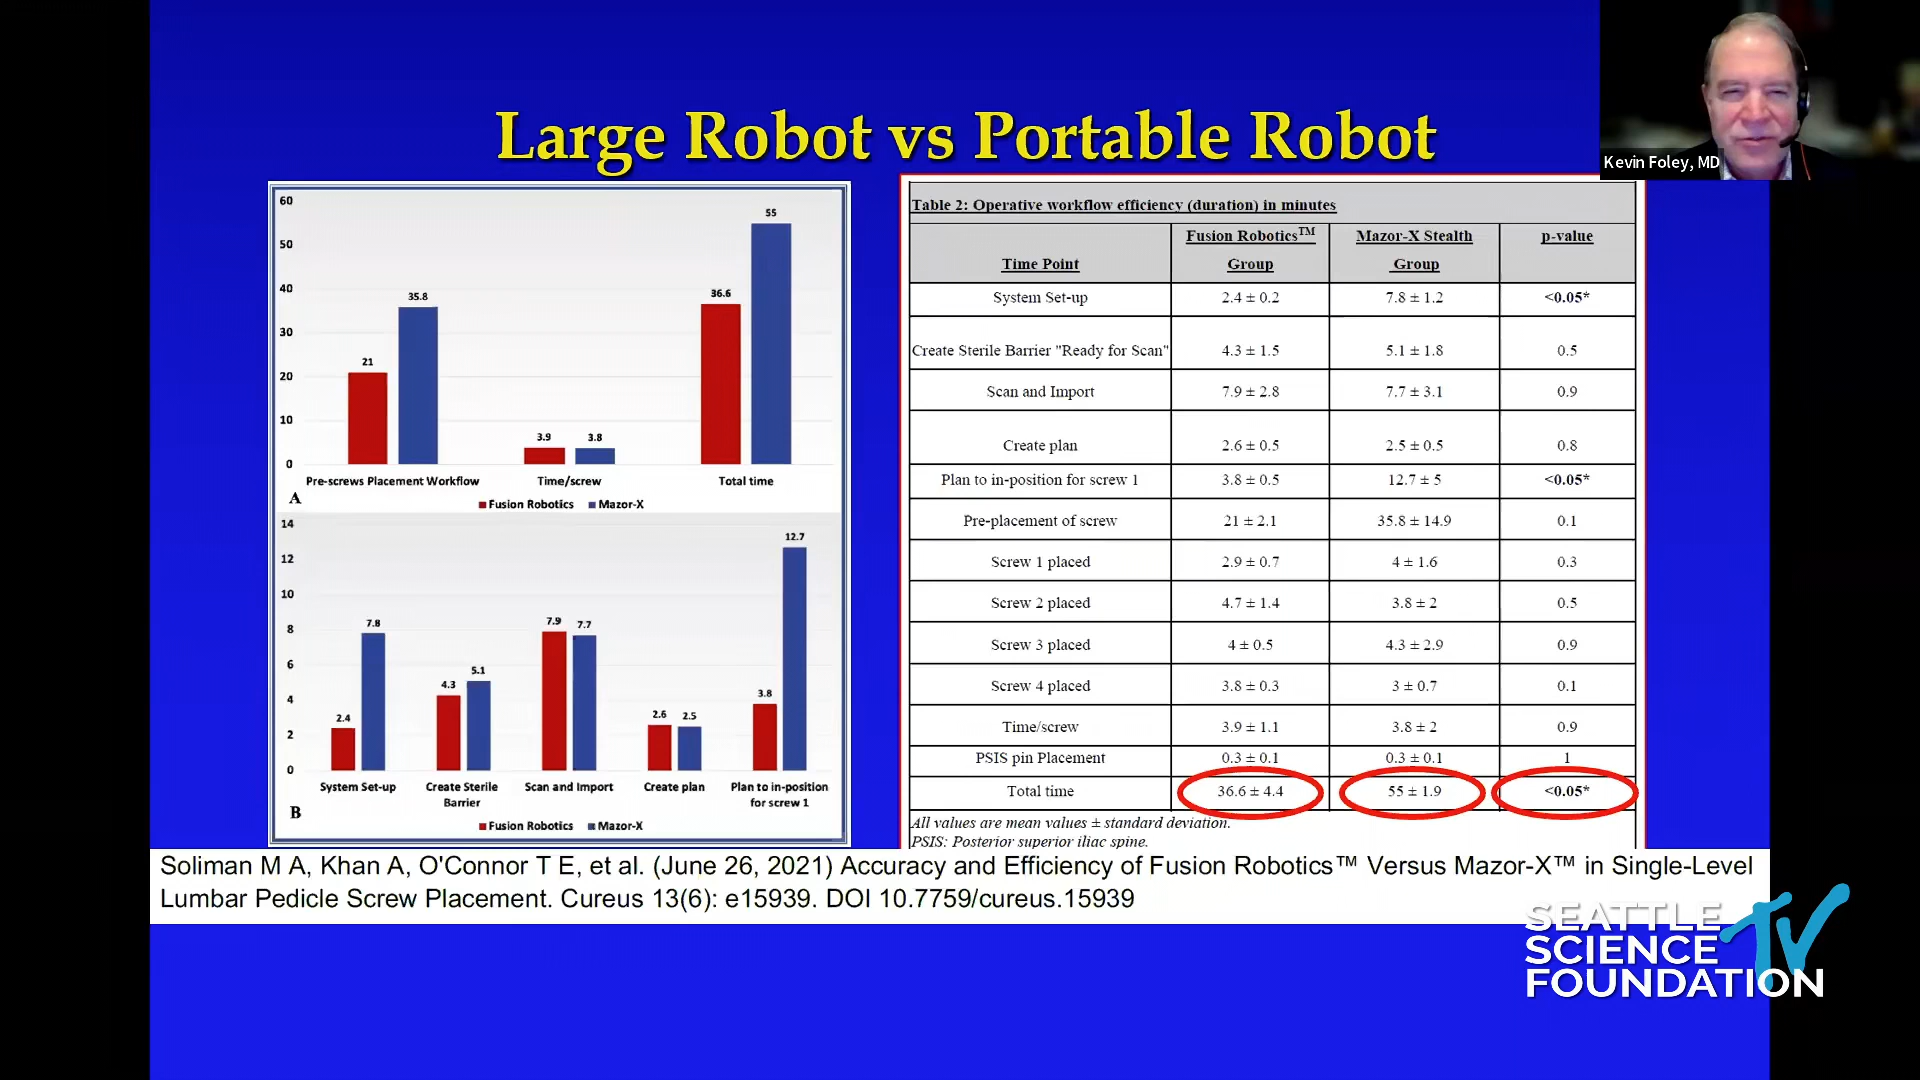 Large Robot vs Portable Robot
Kevin Foley, MD
60
50
40
30
20
10
0
21
35.8
3.9
3.8
36.6
55
Pre-screws Placement Workflow
Time/screw
Total time
A
Fusion Robotics Mazor-X
14
12
10
8
6
4
2
0
2.4
7.8
4.3
5.1
7.9
7.7
2.6
2.5
3.8
12.7
System Set-up
Create Sterile
Barrier
Scan and Import
Create plan
Plan to in-position
for screw 1
B
Fusion Robotics Mazor-X
Table 2: Operative workflow efficiency (duration) in minutes
Time Point
Fusion Robotics™
Group
Mazor-X Stealth
Group
p-value
System Set-up 2.4 ± 0.2 7.8 ± 1.2 <0.05*
Create Sterile Barrier "Ready for Scan" 4.3 ± 1.5 5.1 ± 1.8 0.5
Scan and Import 7.9 ± 2.8 7.7 ± 3.1 0.9
Create plan 2.6 ± 0.5 2.5 ± 0.5 0.8
Plan to in-position for screw 1 3.8 ± 0.5 12.7 ± 5 <0.05*
Pre-placement of screw 21 ± 2.1 35.8 ± 14.9 0.1
Screw 1 placed 2.9 ± 0.7 4 ± 1.6 0.3
Screw 2 placed 4.7 ± 1.4 3.8 ± 2 0.5
Screw 3 placed 4 ± 0.5 4.3 ± 2.9 0.9
Screw 4 placed 3.8 ± 0.3 3 ± 0.7 0.1
Time/screw 3.9 ± 1.1 3.8 ± 2 0.9
PSIS pin Placement 0.3 ± 0.1 0.3 ± 0.1 1
Total time 36.6 ± 4.4 55 ± 1.9 <0.05*
All values are mean values ± standard deviation.
PSIS: Posterior superior iliac spine.
Soliman M A, Khan A, O'Connor T E, et al. (June 26, 2021) Accuracy and Efficiency of Fusion Robotics™ Versus Mazor-X™ in Single-Level
Lumbar Pedicle Screw Placement. Cureus 13(6): e15939. DOI 10.7759/cureus.15939
SEATTLE
SCIENCE
FOUNDATION
TV